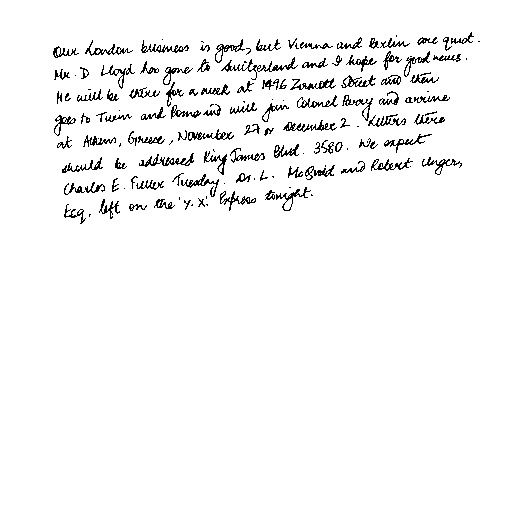 Our London business is good, but Vienna and Berlin are quiet.
Mr. D Lloyd has gone to Switzerland and I hope for good news.
He will be there for a week at 1496 Zermott Street and then
goes to Turin and Rome and will join Colonel Parry and arrive
at Athens, Greece, November 27 or December 2. Letters there
should be addressed King James Blvd. 3580. We expect
Charles E. Fuller Tuesday. Dr. L. McQuaid and Robert Unger,
Esq. left on the 'Y. X.' Express tonight.